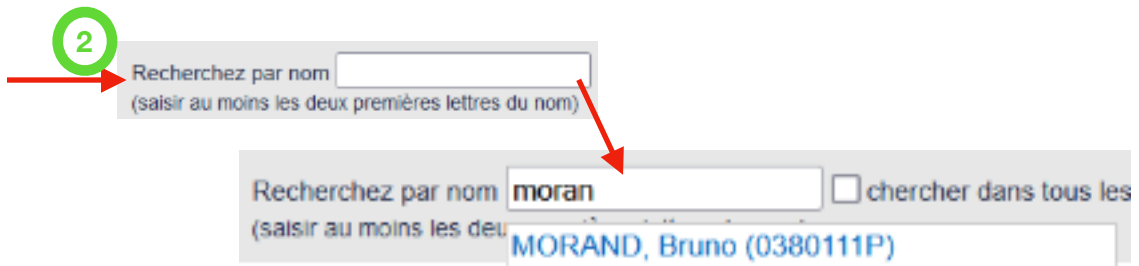 2
Recherchez par nom
(saisir au moins les deux premières lettres du nom)
Recherchez par nom moran chercher dans tous les
(saisir au moins les deu
MORAND, Bruno (0380111P)